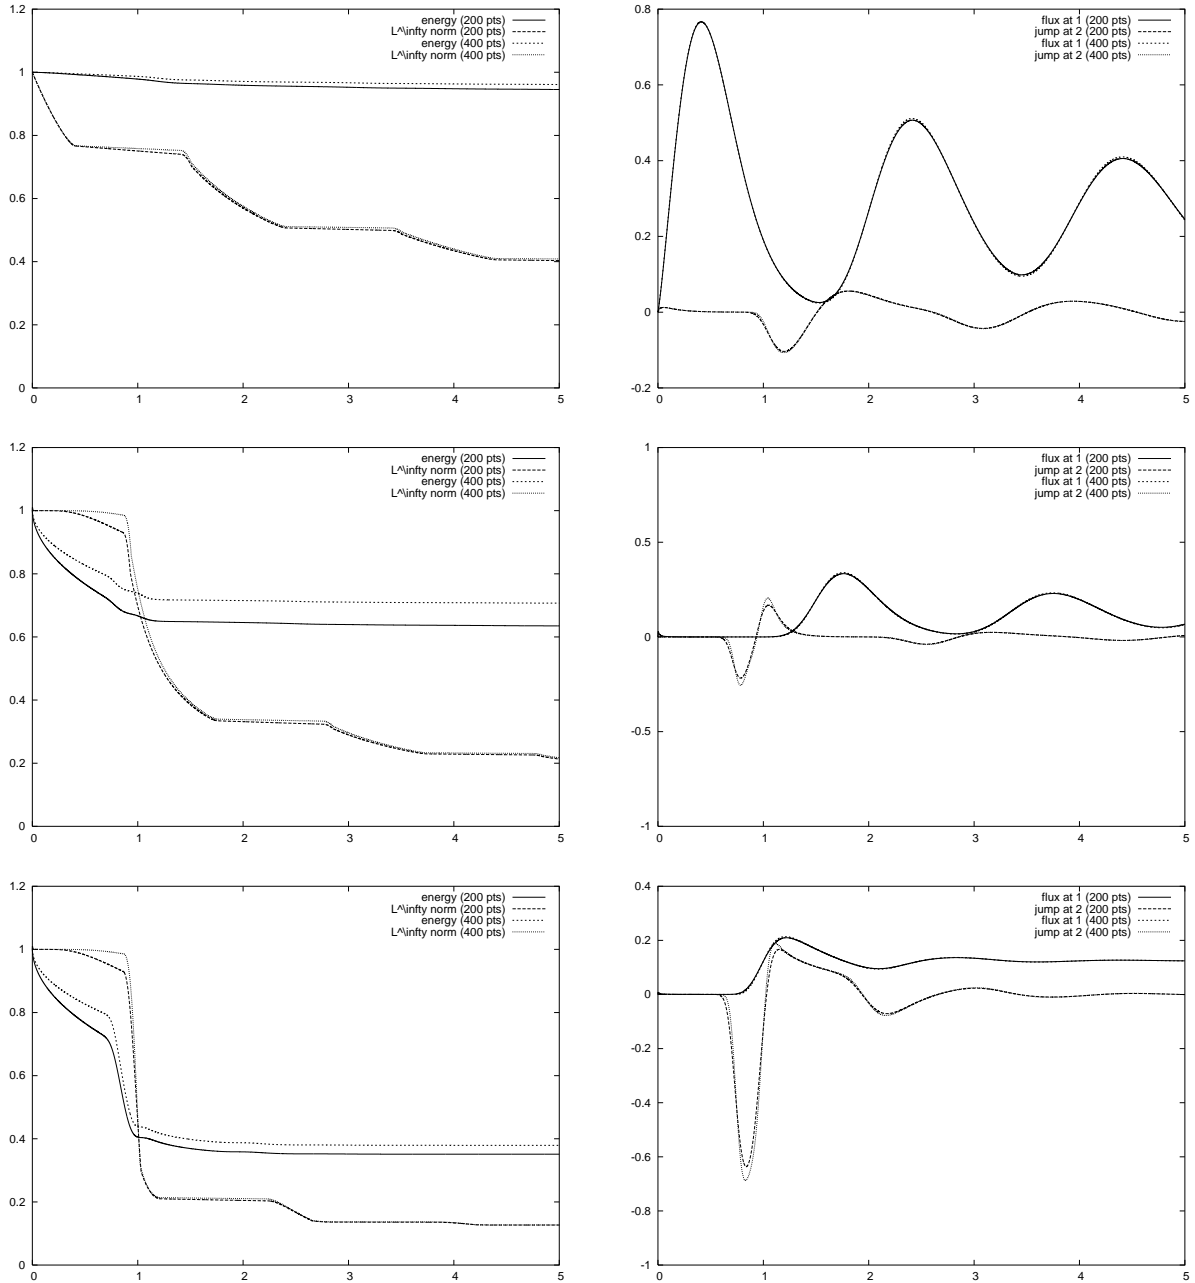 1.2
1
0.8
0.6
0.4
0.2
0
0 1 2 3 4 5
energy (200 pts)
L^\infty norm (200 pts)
energy (400 pts)
L^\infty norm (400 pts)
0.8
0.6
0.4
0.2
0
-0.2
0 1 2 3 4 5
flux at 1 (200 pts)
jump at 2 (200 pts)
flux at 1 (400 pts)
jump at 2 (400 pts)
1.2
1
0.8
0.6
0.4
0.2
0
0 1 2 3 4 5
energy (200 pts)
L^\infty norm (200 pts)
energy (400 pts)
L^\infty norm (400 pts)
1
0.5
0
-0.5
-1
0 1 2 3 4 5
flux at 1 (200 pts)
jump at 2 (200 pts)
flux at 1 (400 pts)
jump at 2 (400 pts)
1.2
1
0.8
0.6
0.4
0.2
0
0 1 2 3 4 5
energy (200 pts)
L^\infty norm (200 pts)
energy (400 pts)
L^\infty norm (400 pts)
0.4
0.2
0
-0.2
-0.4
-0.6
-0.8
-1
0 1 2 3 4 5
flux at 1 (200 pts)
jump at 2 (200 pts)
flux at 1 (400 pts)
jump at 2 (400 pts)